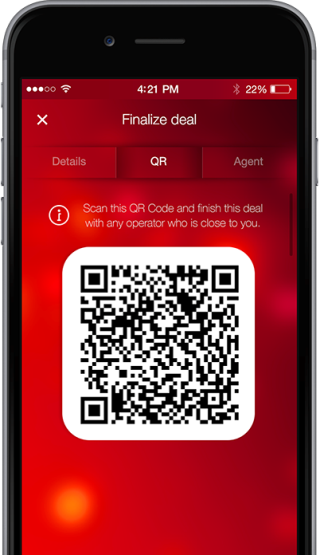 4:21 PM 22%
Finalize deal
Details QR Agent
Scan this QR Code and finish this deal
with any operator who is close to you.